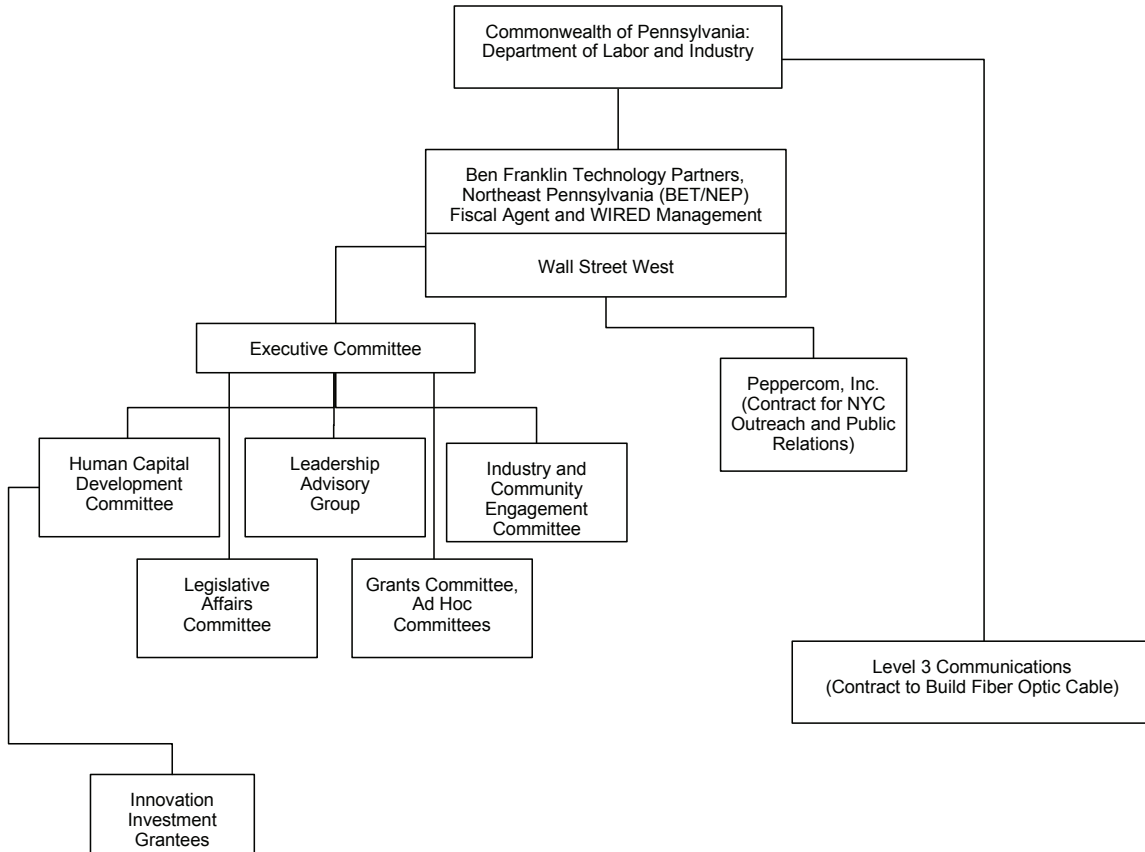 Commonwealth of Pennsylvania:
Department of Labor and Industry
Ben Franklin Technology Partners,
Northeast Pennsylvania (BET/NEP)
Fiscal Agent and WIRED Management
Wall Street West
Executive Committee
Peppercom, Inc.
(Contract for NYC
Outreach and Public
Relations)
Human Capital
Development
Committee
Leadership
Advisory
Group
Industry and
Community
Engagement
Committee
Legislative
Affairs
Committee
Grants Committee,
Ad Hoc
Committees
Level 3 Communications
(Contract to Build Fiber Optic Cable)
Innovation
Investment
Grantees